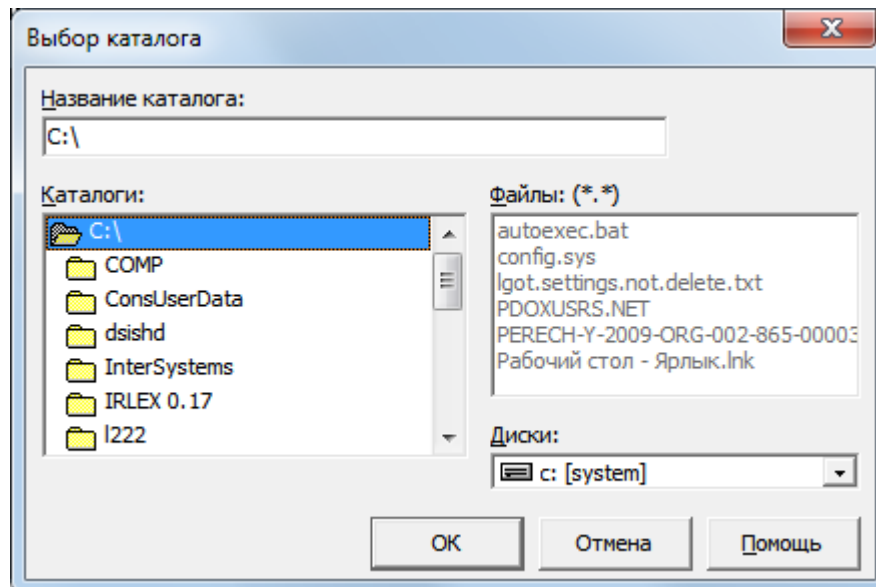 Выбор каталога
Название каталога:
C:\
Каталоги:
C:\
COMP
ConsUserData
dsishd
InterSystems
IRLEX 0.17
l222
Файлы: (*.*)
autoexec.bat
config.sys
lgot.settings.not.delete.txt
PDOXUSRS.NET
PERECH-Y-2009-ORG-002-865-00003
Рабочий стол - Ярлык.lnk
Диски:
c: [system]
ОК
Отмена
Помощь